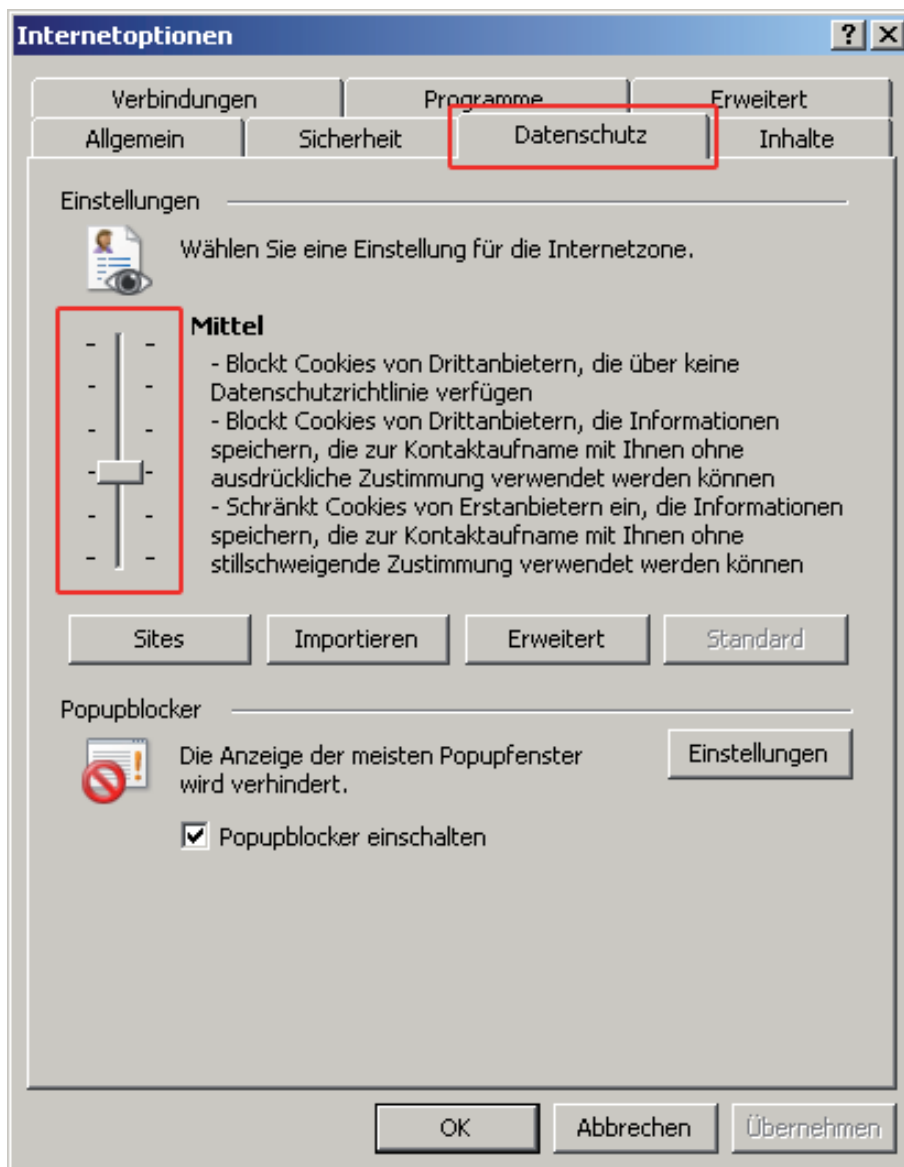 Internetoptionen
Verbindungen Programme Erweitert
Allgemein Sicherheit Datenschutz Inhalte
Einstellungen
Wählen Sie eine Einstellung für die Internetzone.
Mittel
- Blockt Cookies von Drittanbietern, die über keine
Datenschutzrichtlinie verfügen
- Blockt Cookies von Drittanbietern, die Informationen
speichern, die zur Kontaktaufname mit Ihnen ohne
ausdrückliche Zustimmung verwendet werden können
- Schränkt Cookies von Erstanbietern ein, die Informationen
speichern, die zur Kontaktaufname mit Ihnen ohne
stillschweigende Zustimmung verwendet werden können
Sites Importieren Erweitert Standard
Popupblocker
Die Anzeige der meisten Popupfenster
wird verhindert.
Einstellungen
Popupblocker einschalten
OK Abbrechen Übernehmen